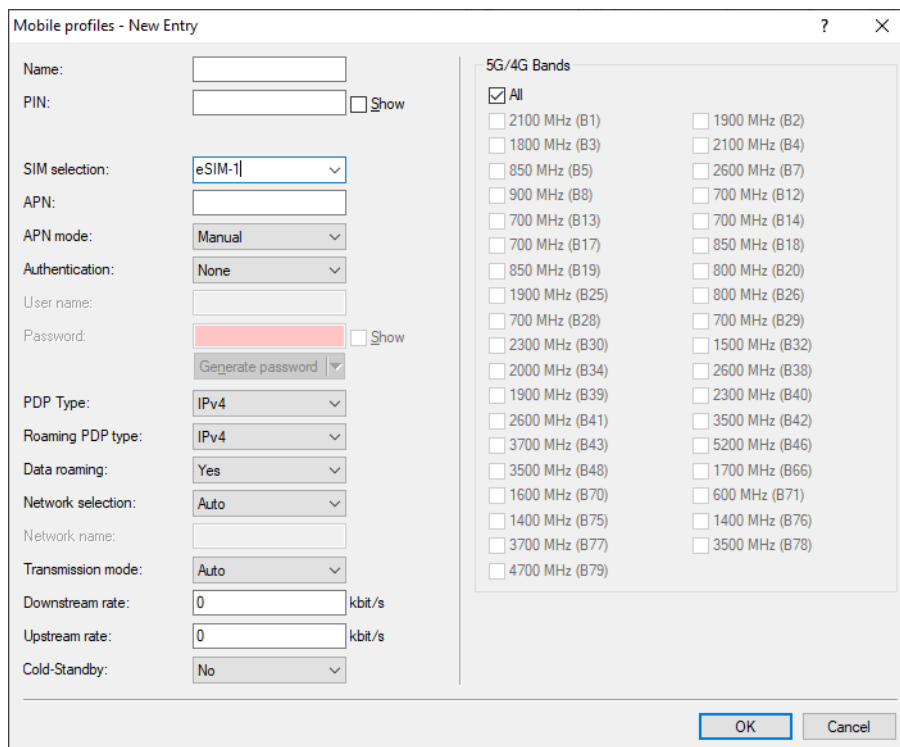 Mobile profiles - New Entry ? ×
Name:
PIN: Show
SIM selection: eSIM-1
APN:
APN mode: Manual
Authentication: None
User name:
Password: Show
Generate password
PDP Type: IPv4
Roaming PDP type: IPv4
Data roaming: Yes
Network selection: Auto
Network name:
Transmission mode: Auto
Downstream rate: 0 kbit/s
Upstream rate: 0 kbit/s
Cold-Standby: No
5G/4G Bands
All
2100 MHz (B1) 1900 MHz (B2)
1800 MHz (B3) 2100 MHz (B4)
850 MHz (B5) 2600 MHz (B7)
900 MHz (B8) 700 MHz (B12)
700 MHz (B13) 700 MHz (B14)
700 MHz (B17) 850 MHz (B18)
850 MHz (B19) 800 MHz (B20)
1900 MHz (B25) 800 MHz (B26)
700 MHz (B28) 700 MHz (B29)
2300 MHz (B30) 1500 MHz (B32)
2000 MHz (B34) 2600 MHz (B38)
1900 MHz (B39) 2300 MHz (B40)
2600 MHz (B41) 3500 MHz (B42)
3700 MHz (B43) 5200 MHz (B46)
3500 MHz (B48) 1700 MHz (B66)
1600 MHz (B70) 600 MHz (B71)
1400 MHz (B75) 1400 MHz (B76)
3700 MHz (B77) 3500 MHz (B78)
4700 MHz (B79)
OK Cancel